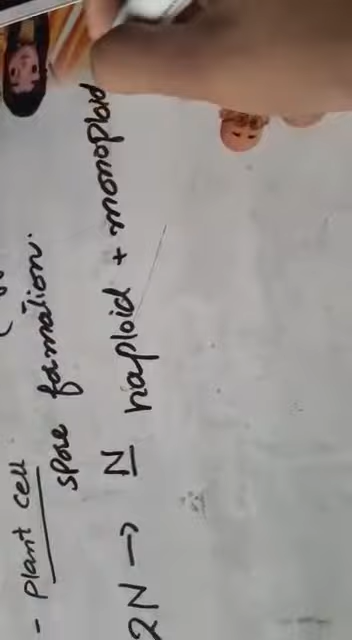 - Plant cell
spore formation.
2N → N haploid + monoploid